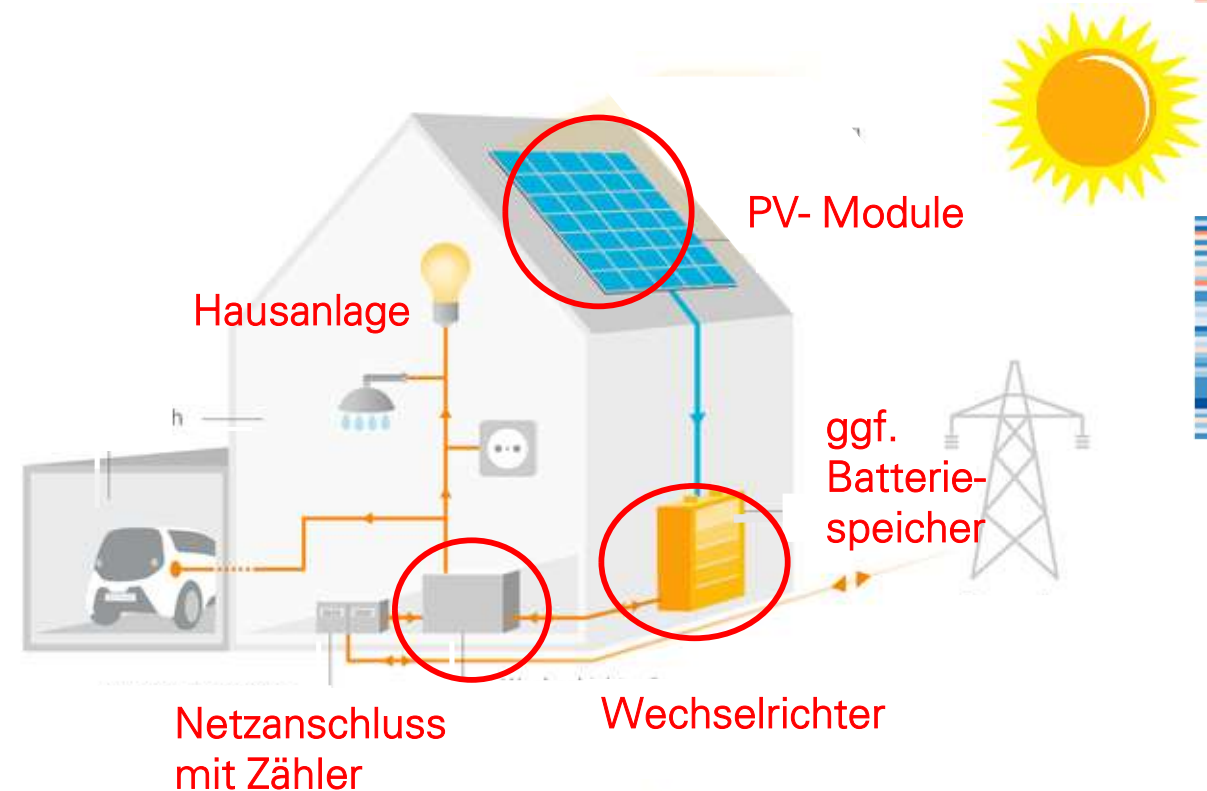 PV- Module
Hausanlage
h
ggf.
Batterie-
speicher
Wechselrichter
Netzanschluss
mit Zähler